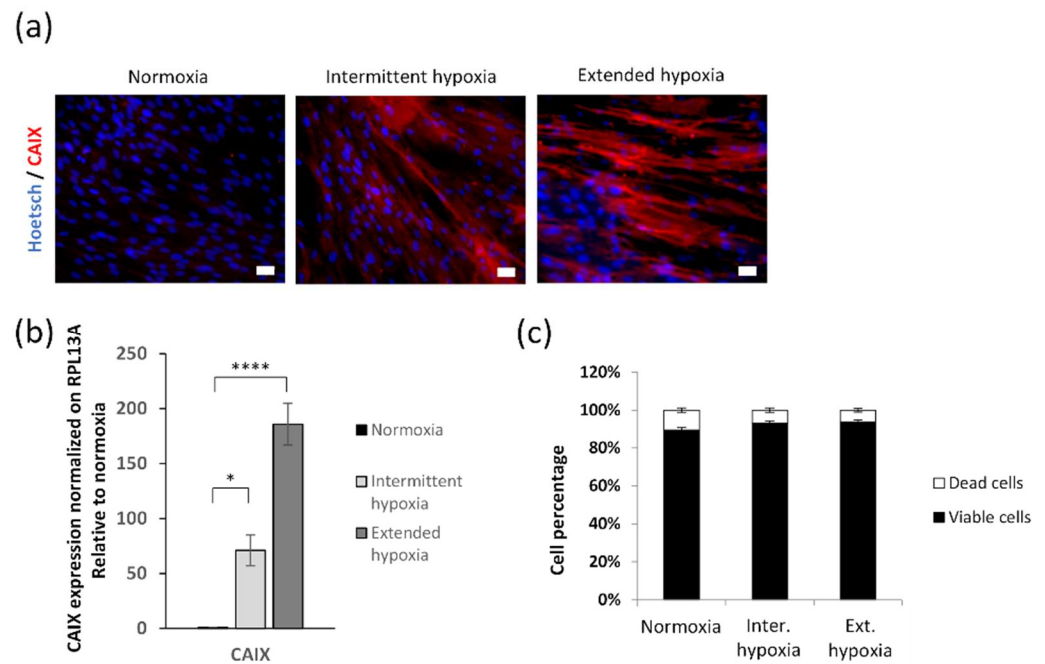 (a)
Normoxia
Intermittent hypoxia
Extended hypoxia
Hoetsch / CAIX
(b)
CAIX expression normalized on RPL13A
Relative to normoxia
250
200
150
100
50
0
****
*
CAIX
Normoxia
Intermittent
hypoxia
Extended
hypoxia
(c)
Cell percentage
120%
100%
80%
60%
40%
20%
0%
Normoxia
Inter.
hypoxia
Ext.
hypoxia
Dead cells
Viable cells